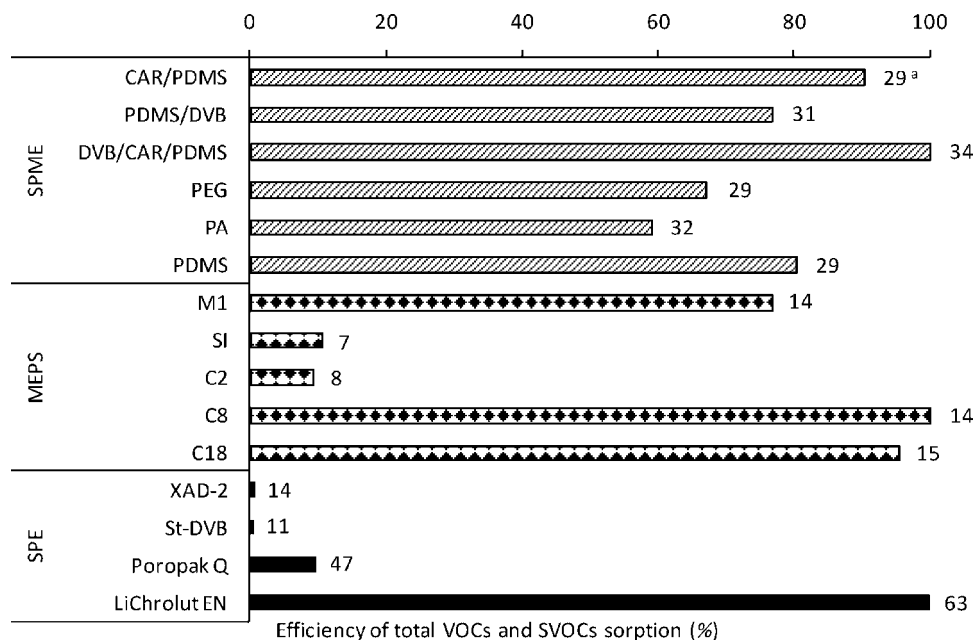 0 20 40 60 80 100
SPME
CAR/PDMS 29 a
PDMS/DVB 31
DVB/CAR/PDMS 34
PEG 29
PA 32
PDMS 29
MEPS
M1 14
SI 7
C2 8
C8 14
C18 15
SPE
XAD-2 14
St-DVB 11
Poropak Q 47
LiChrolut EN 63
Efficiency of total VOCs and SVOCs sorption (%)